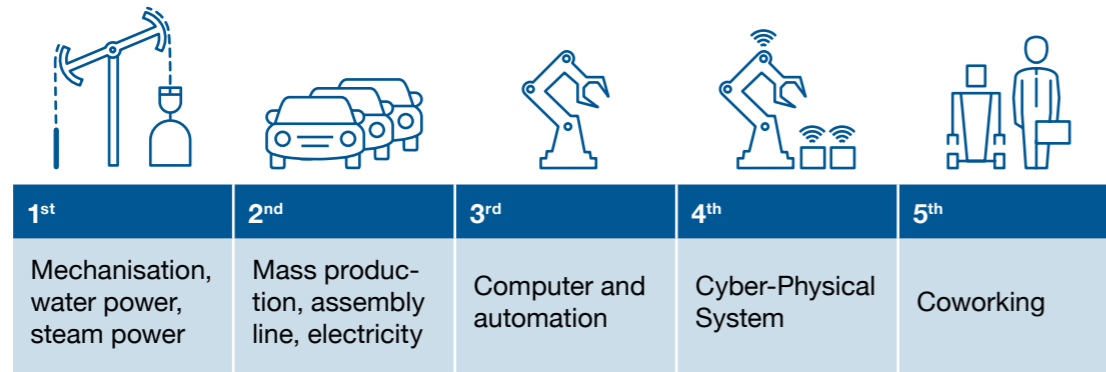 1st
2nd
3rd
4th
5th
Mechanisation,
water power,
steam power
Mass produc-
tion, assembly
line, electricity
Computer and
automation
Cyber-Physical
System
Coworking